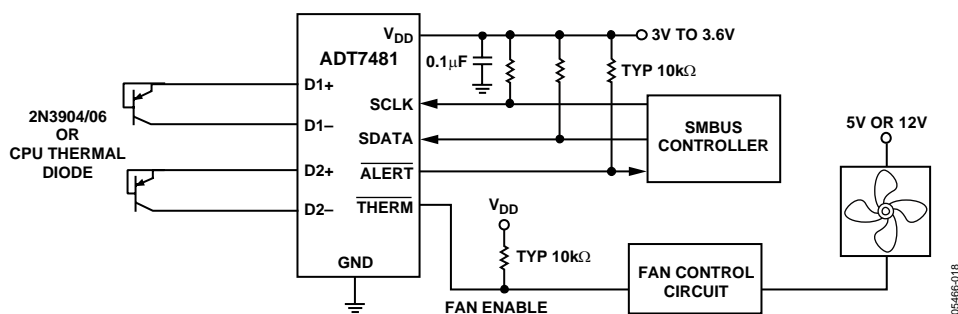 V_DD
ADT7481
D1+
D1–
D2+
D2–
SCLK
SDATA
ALERT
THERM
GND
2N3904/06
OR
CPU THERMAL
DIODE
0.1μF
3V TO 3.6V
TYP 10kΩ
SMBUS
CONTROLLER
5V OR 12V
V_DD
TYP 10kΩ
FAN ENABLE
FAN CONTROL
CIRCUIT
05466-018